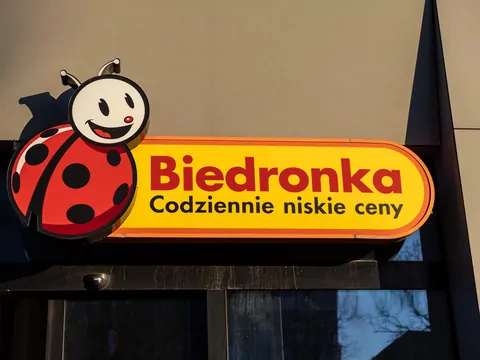 Biedronka
Codziennie niskie ceny